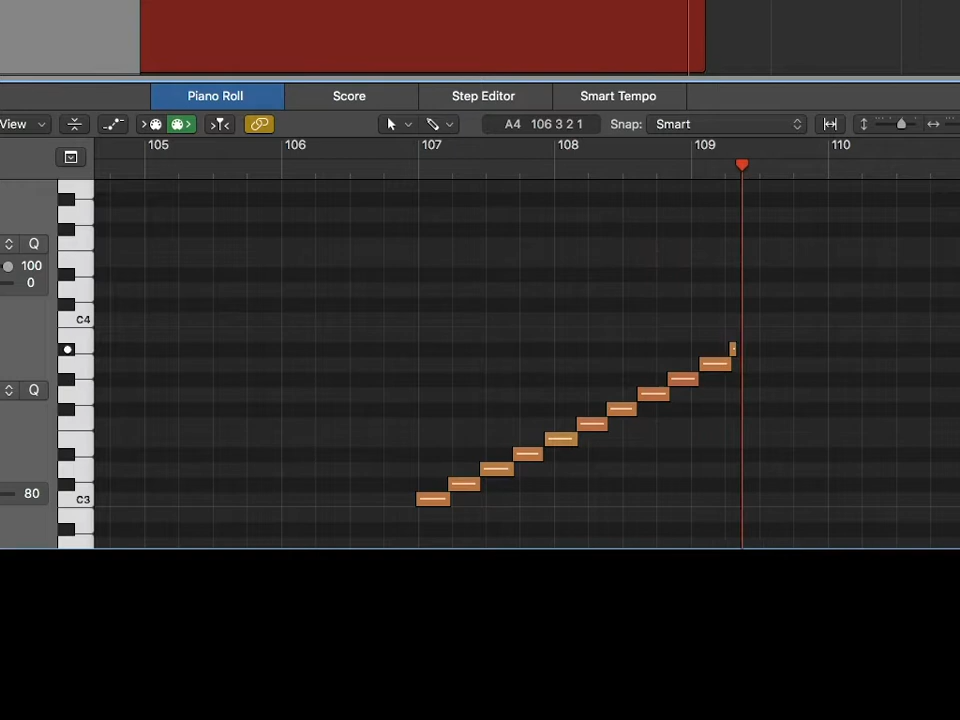 Piano Roll Score Step Editor Smart Tempo
View A4 106 3 2 1 Snap: Smart
105 106 107 108 109 110
Q
100
0
C4
Q
80
C3